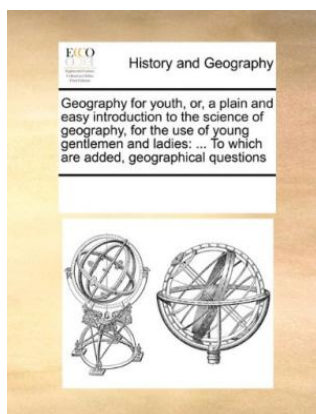 ECCO
History and Geography
Geography for youth, or, a plain and
easy introduction to the science of
geography, for the use of young
gentlemen and ladies: ... To which
are added, geographical questions